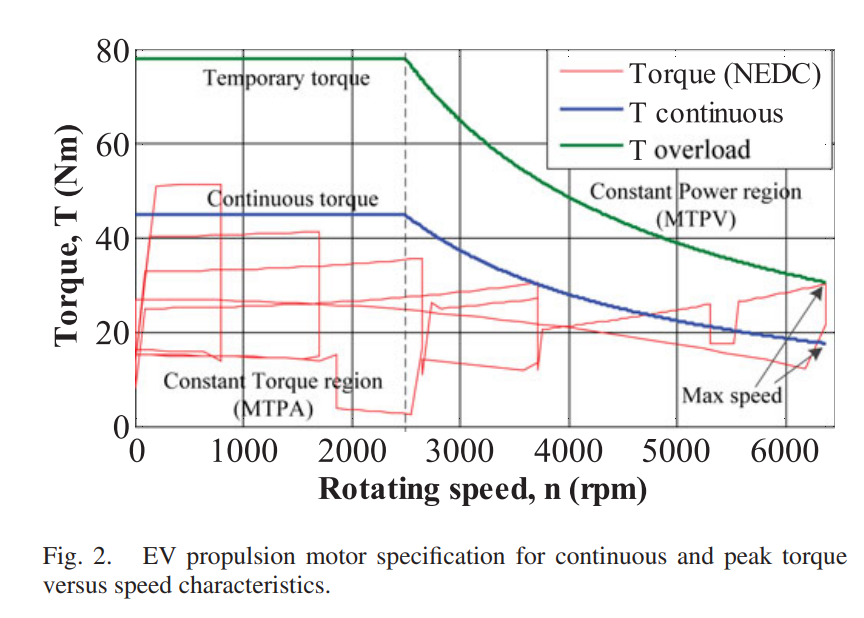 80
60
40
20
0
Torque, T (Nm)
Temporary torque
Continuous torque
Torque (NEDC)
T continuous
T overload
Constant Power region
(MTPV)
Constant Torque region
(MTPA)
Max speed
0 1000 2000 3000 4000 5000 6000
Rotating speed, n (rpm)
Fig. 2. EV propulsion motor specification for continuous and peak torque
versus speed characteristics.